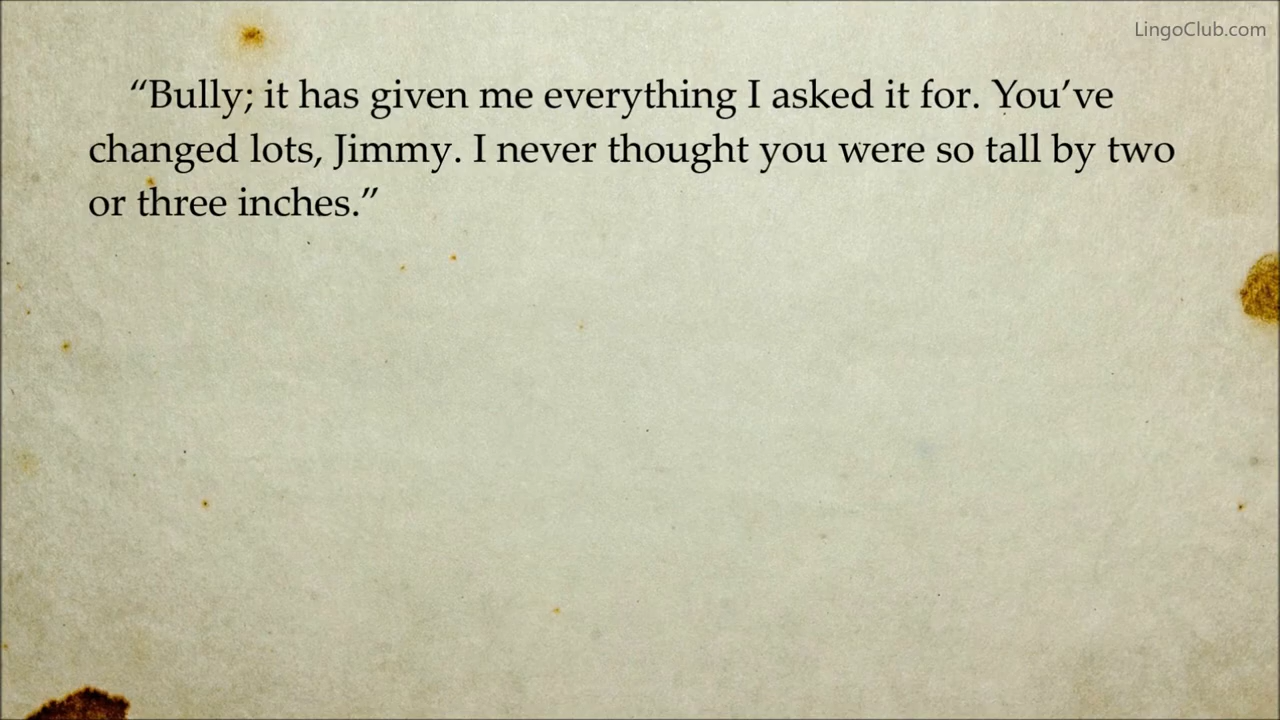 LingoClub.com
“Bully; it has given me everything I asked it for. You’ve
changed lots, Jimmy. I never thought you were so tall by two
or three inches.”